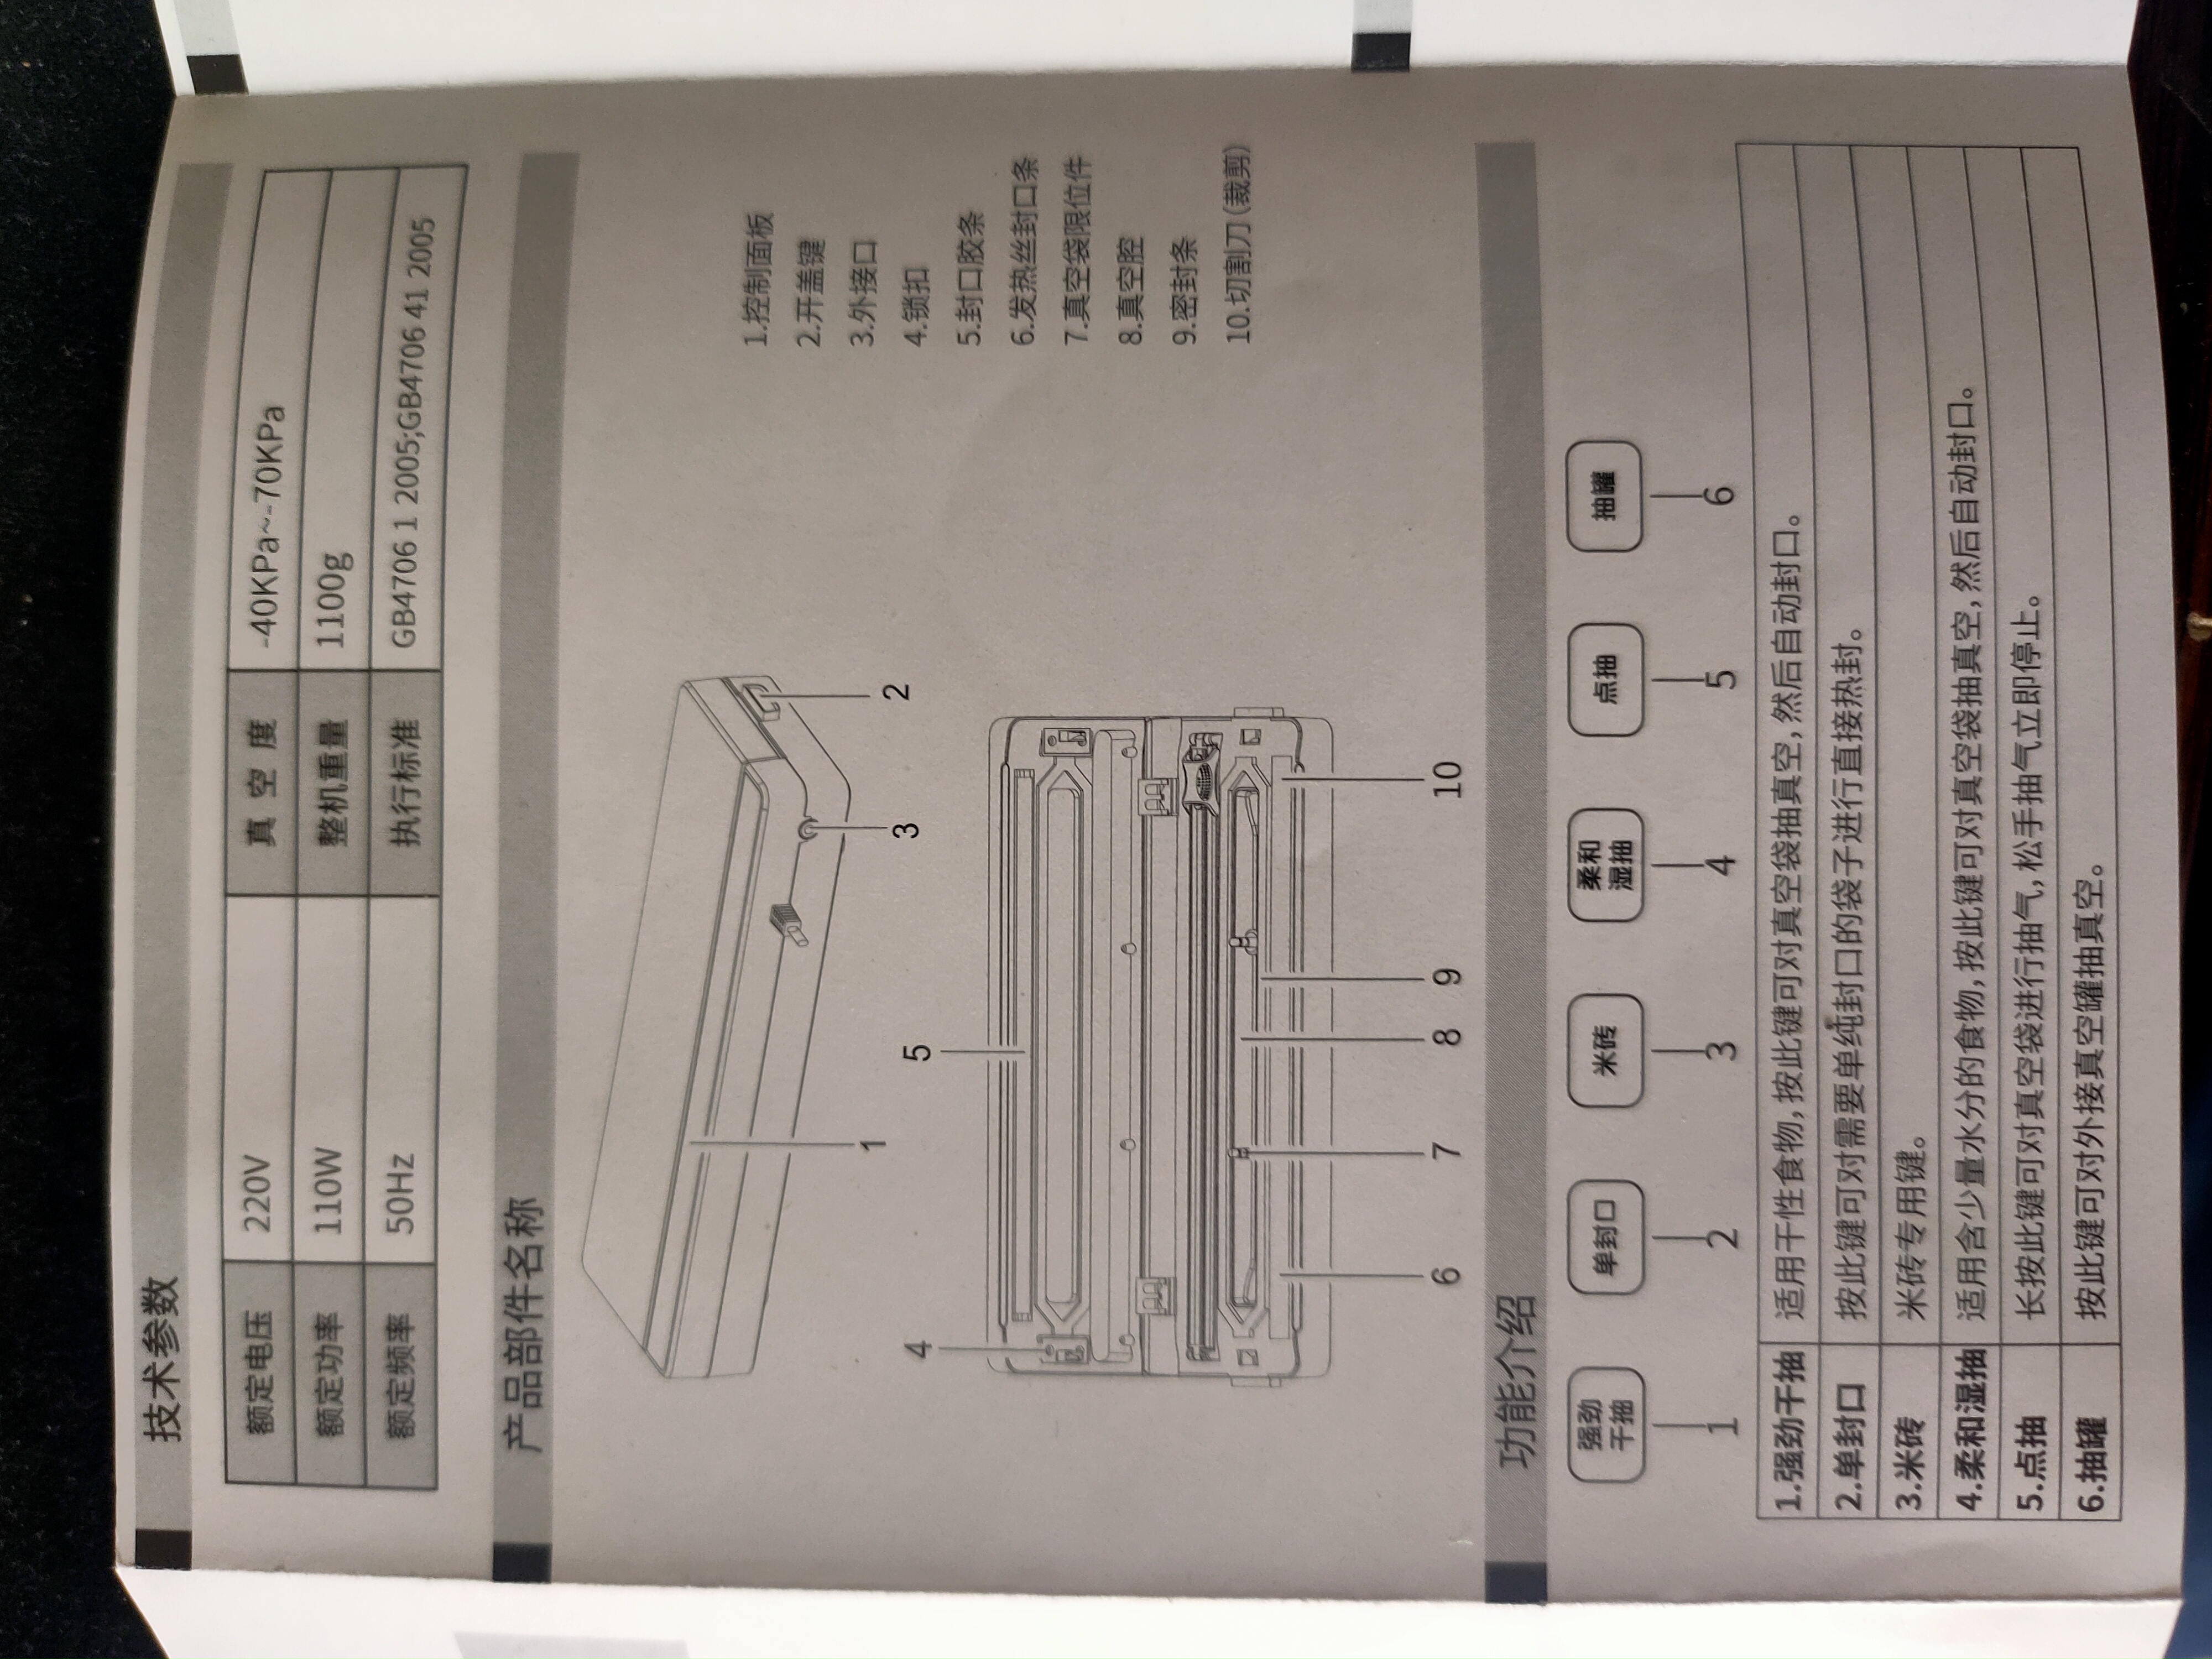 技术参数
额定电压 220V 真空度 -40KPa~-70KPa
额定功率 110W 整机重量 1100g
额定频率 50Hz 执行标准 GB4706 1 2005;GB4706 41 2005
产品部件名称
1
2
3
4
5
6
7
8
9
10
1.控制面板
2.开盖键
3.外接口
4.锁扣
5.封口胶条
6.发热丝封口条
7.真空袋限位件
8.真空腔
9.密封条
10.切割刀(裁剪)
功能介绍
强劲干抽 单封口 米砖 柔和湿抽 点抽 抽罐
1 2 3 4 5 6
1.强劲干抽 适用干性食物,按此键可对真空袋抽真空,然后自动封口。
2.单封口 按此键可对需要单纯封口的袋子进行直接热封。
3.米砖 米砖专用键。
4.柔和湿抽 适用含少量水分的食物,按此键可对真空袋抽真空,然后自动封口。
5.点抽 长按此键可对真空袋进行抽气,松手抽气立即停止。
6.抽罐 按此键可对外接真空罐抽真空。